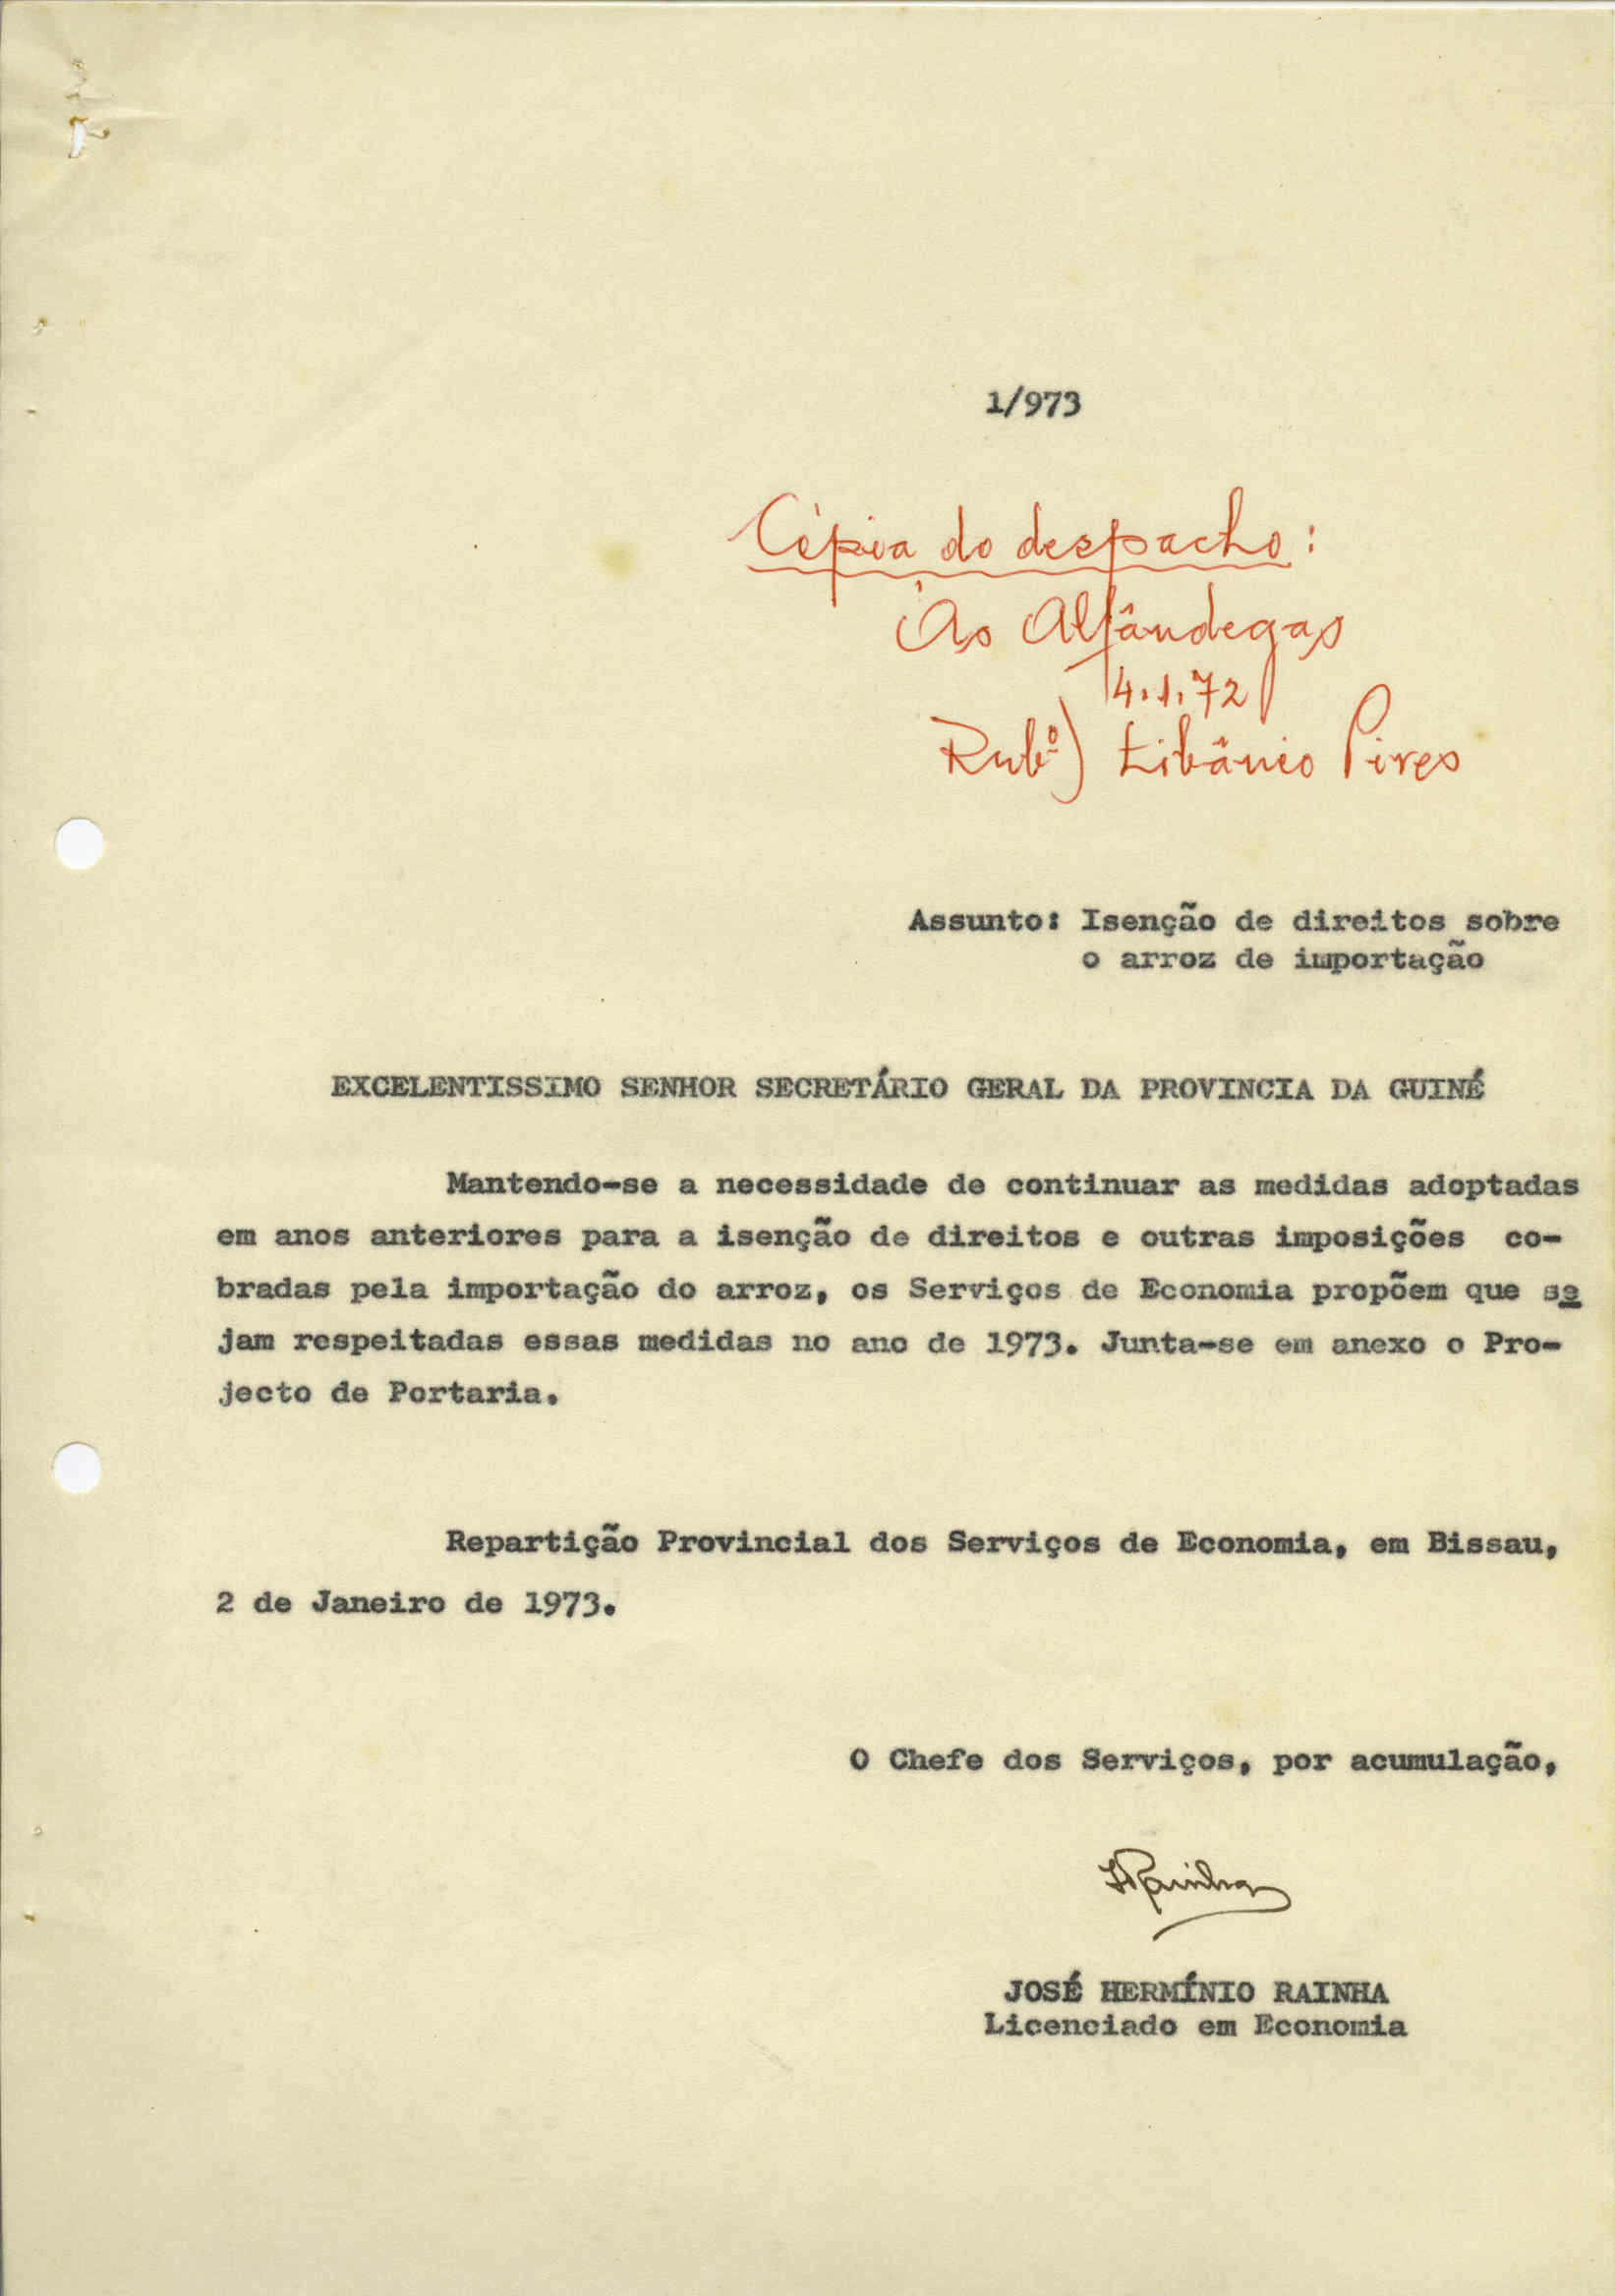 1/973
Cópia do despacho:
Às Alfândegas
4.1.72
Rubº) Libânio Pires
Assunto: Isenção de direitos sobre
o arroz de importação
EXCELENTISSIMO SENHOR SECRETÁRIO GERAL DA PROVINCIA DA GUINÉ
Mantendo-se a necessidade de continuar as medidas adoptadas
em anos anteriores para a isenção de direitos e outras imposições co-
bradas pela importação do arroz, os Serviços de Economia propõem que se
jam respeitadas essas medidas no ano de 1973. Junta-se em anexo o Pro-
jecto de Portaria.
Repartição Provincial dos Serviços de Economia, em Bissau,
2 de Janeiro de 1973.
O Chefe dos Serviços, por acumulação,
JHRainha
JOSÉ HERMÍNIO RAINHA
Licenciado em Economia